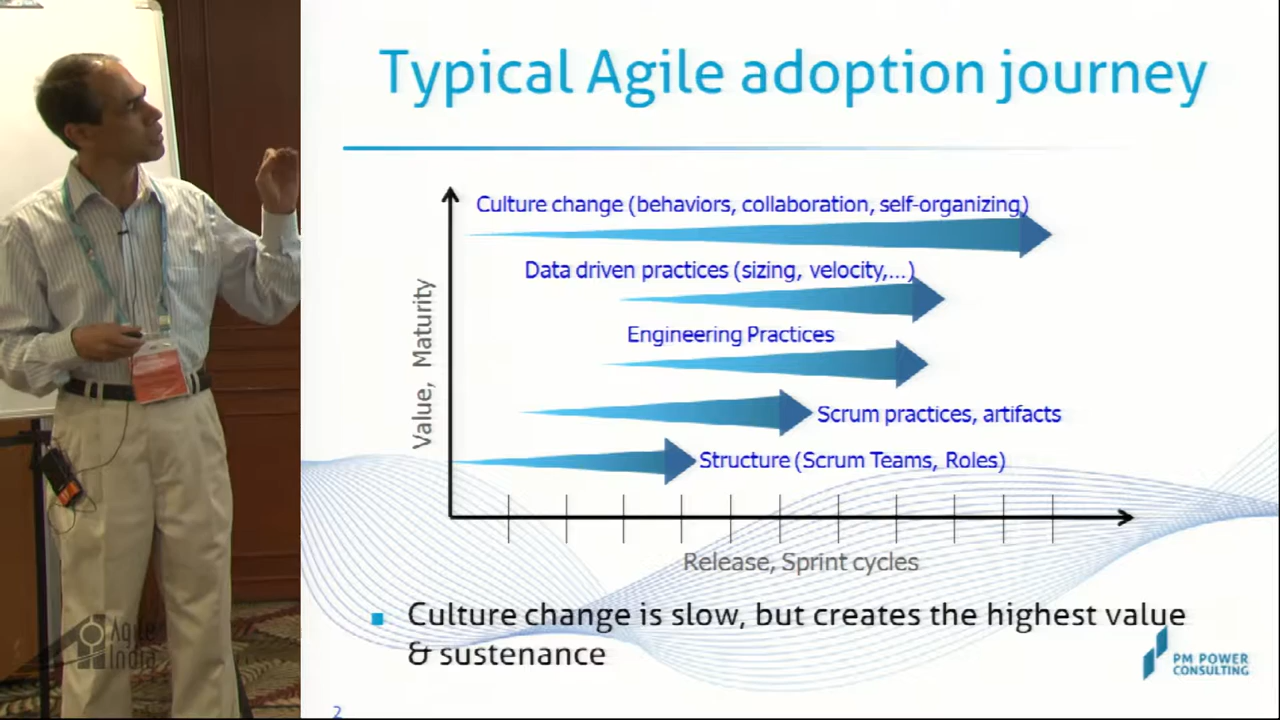 Typical Agile adoption journey
Culture change (behaviors, collaboration, self-organizing)
Data driven practices (sizing, velocity,...)
Engineering Practices
Scrum practices, artifacts
Structure (Scrum Teams, Roles)
Value, Maturity
Release, Sprint cycles
Culture change is slow, but creates the highest value
& sustenance
PM POWER
CONSULTING
2
Agile
India